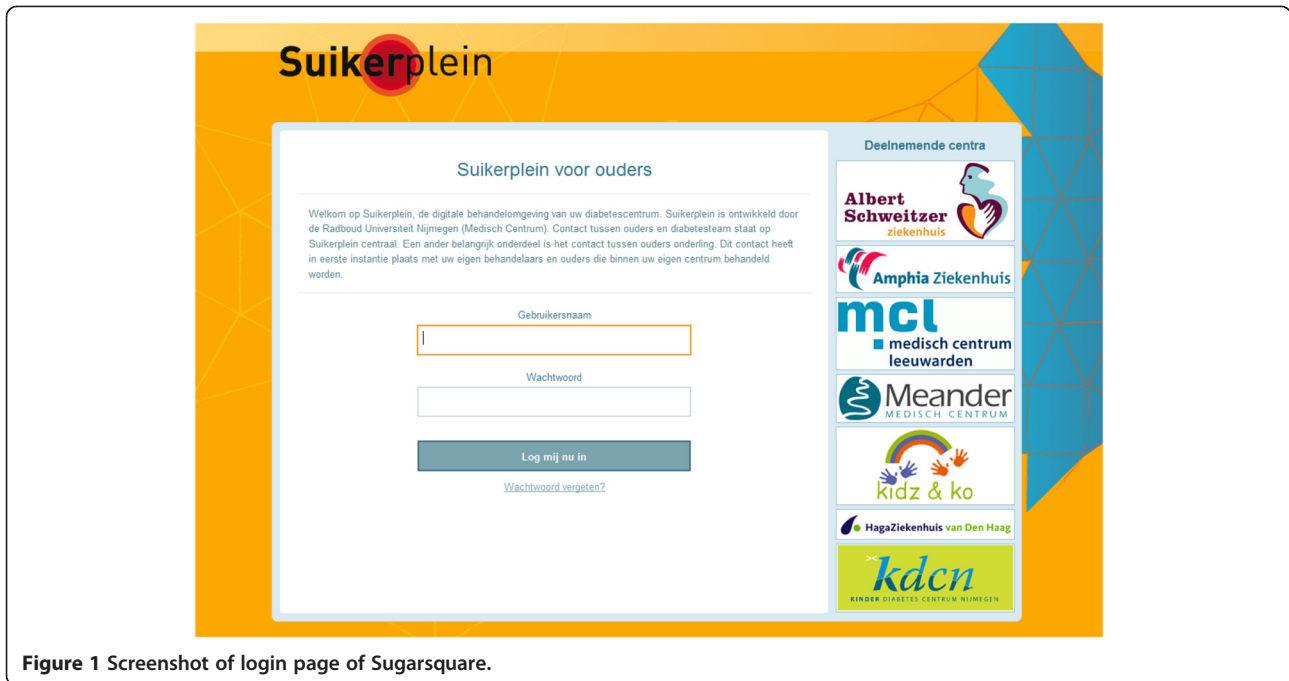 Suikerplein
Suikerplein voor ouders
Welkom op Suikerplein, de digitale behandelomgeving van uw diabetescentrum. Suikerplein is ontwikkeld door
de Radboud Universiteit Nijmegen (Medisch Centrum). Contact tussen ouders en diabetesteam staat op
Suikerplein centraal. Een ander belangrijk onderdeel is het contact tussen ouders onderling. Dit contact heeft
in eerste instantie plaats met uw eigen behandelaars en ouders die binnen uw eigen centrum behandeld
worden.
Gebruikersnaam
Wachtwoord
Log mij nu in
Wachtwoord vergeten?
Deelnemende centra
Albert
Schweitzer
ziekenhuis
Amphia Ziekenhuis
mcl
medisch centrum
leeuwarden
Meander
MEDISCH CENTRUM
kidz & ko
HagaZiekenhuis van Den Haag
kdcn
KINDER DIABETES CENTRUM NIJMEGEN
Figure 1 Screenshot of login page of Sugarsquare.